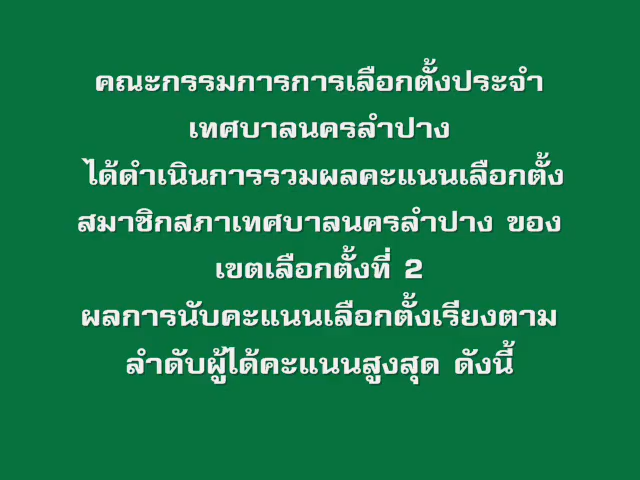 คณะกรรมการการเลือกตั้งประจำ
เทศบาลนครลำปาง
ได้ดำเนินการรวมผลคะแนนเลือกตั้ง
สมาชิกสภาเทศบาลนครลำปาง ของ
เขตเลือกตั้งที่ 2
ผลการนับคะแนนเลือกตั้งเรียงตาม
ลำดับผู้ได้คะแนนสูงสุด ดังนี้